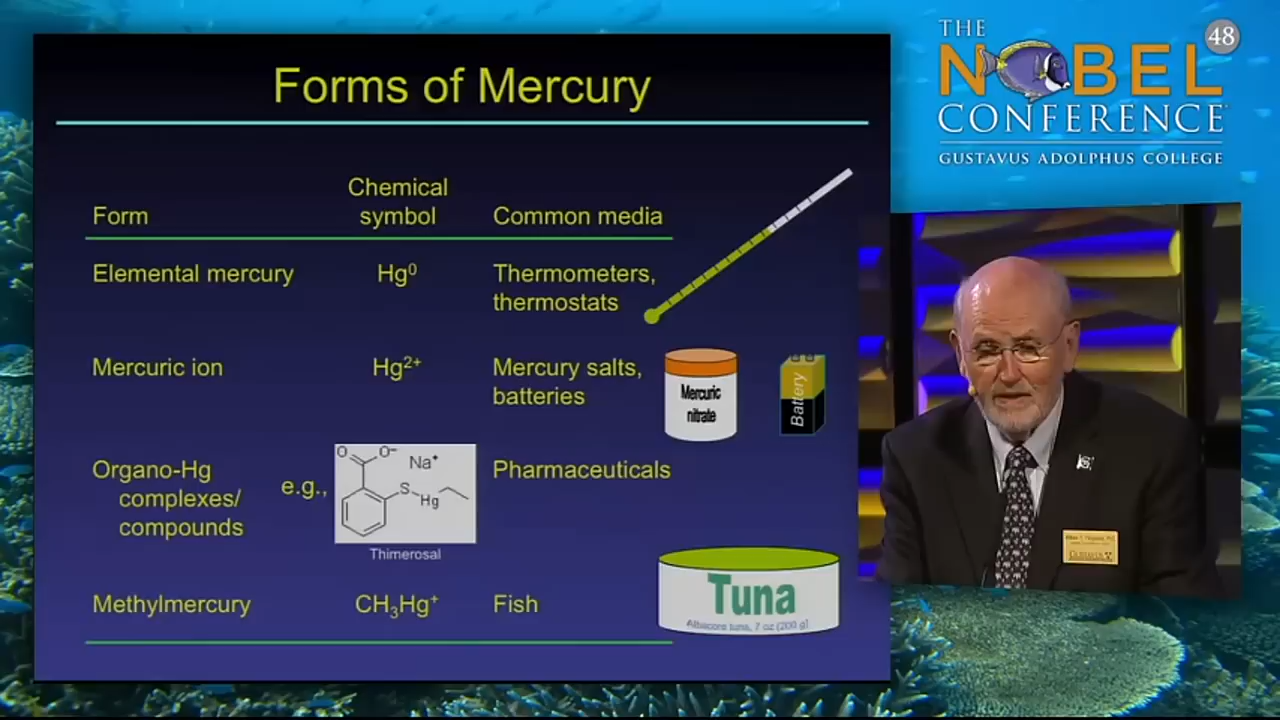 THE
48
NOBEL
CONFERENCE
GUSTAVUS ADOLPHUS COLLEGE
Forms of Mercury
Form
Chemical
symbol
Common media
Elemental mercury
Hg⁰
Thermometers,
thermostats
Mercuric ion
Hg²⁺
Mercury salts,
batteries
Mercuric
nitrate
Battery
Organo-Hg
complexes/
compounds
e.g.,
O
O⁻
Na⁺
S
Hg
Thimerosal
Pharmaceuticals
Methylmercury
CH₃Hg⁺
Fish
Tuna
Albacore tuna, 7 oz (200 g)
GUSTAVUS